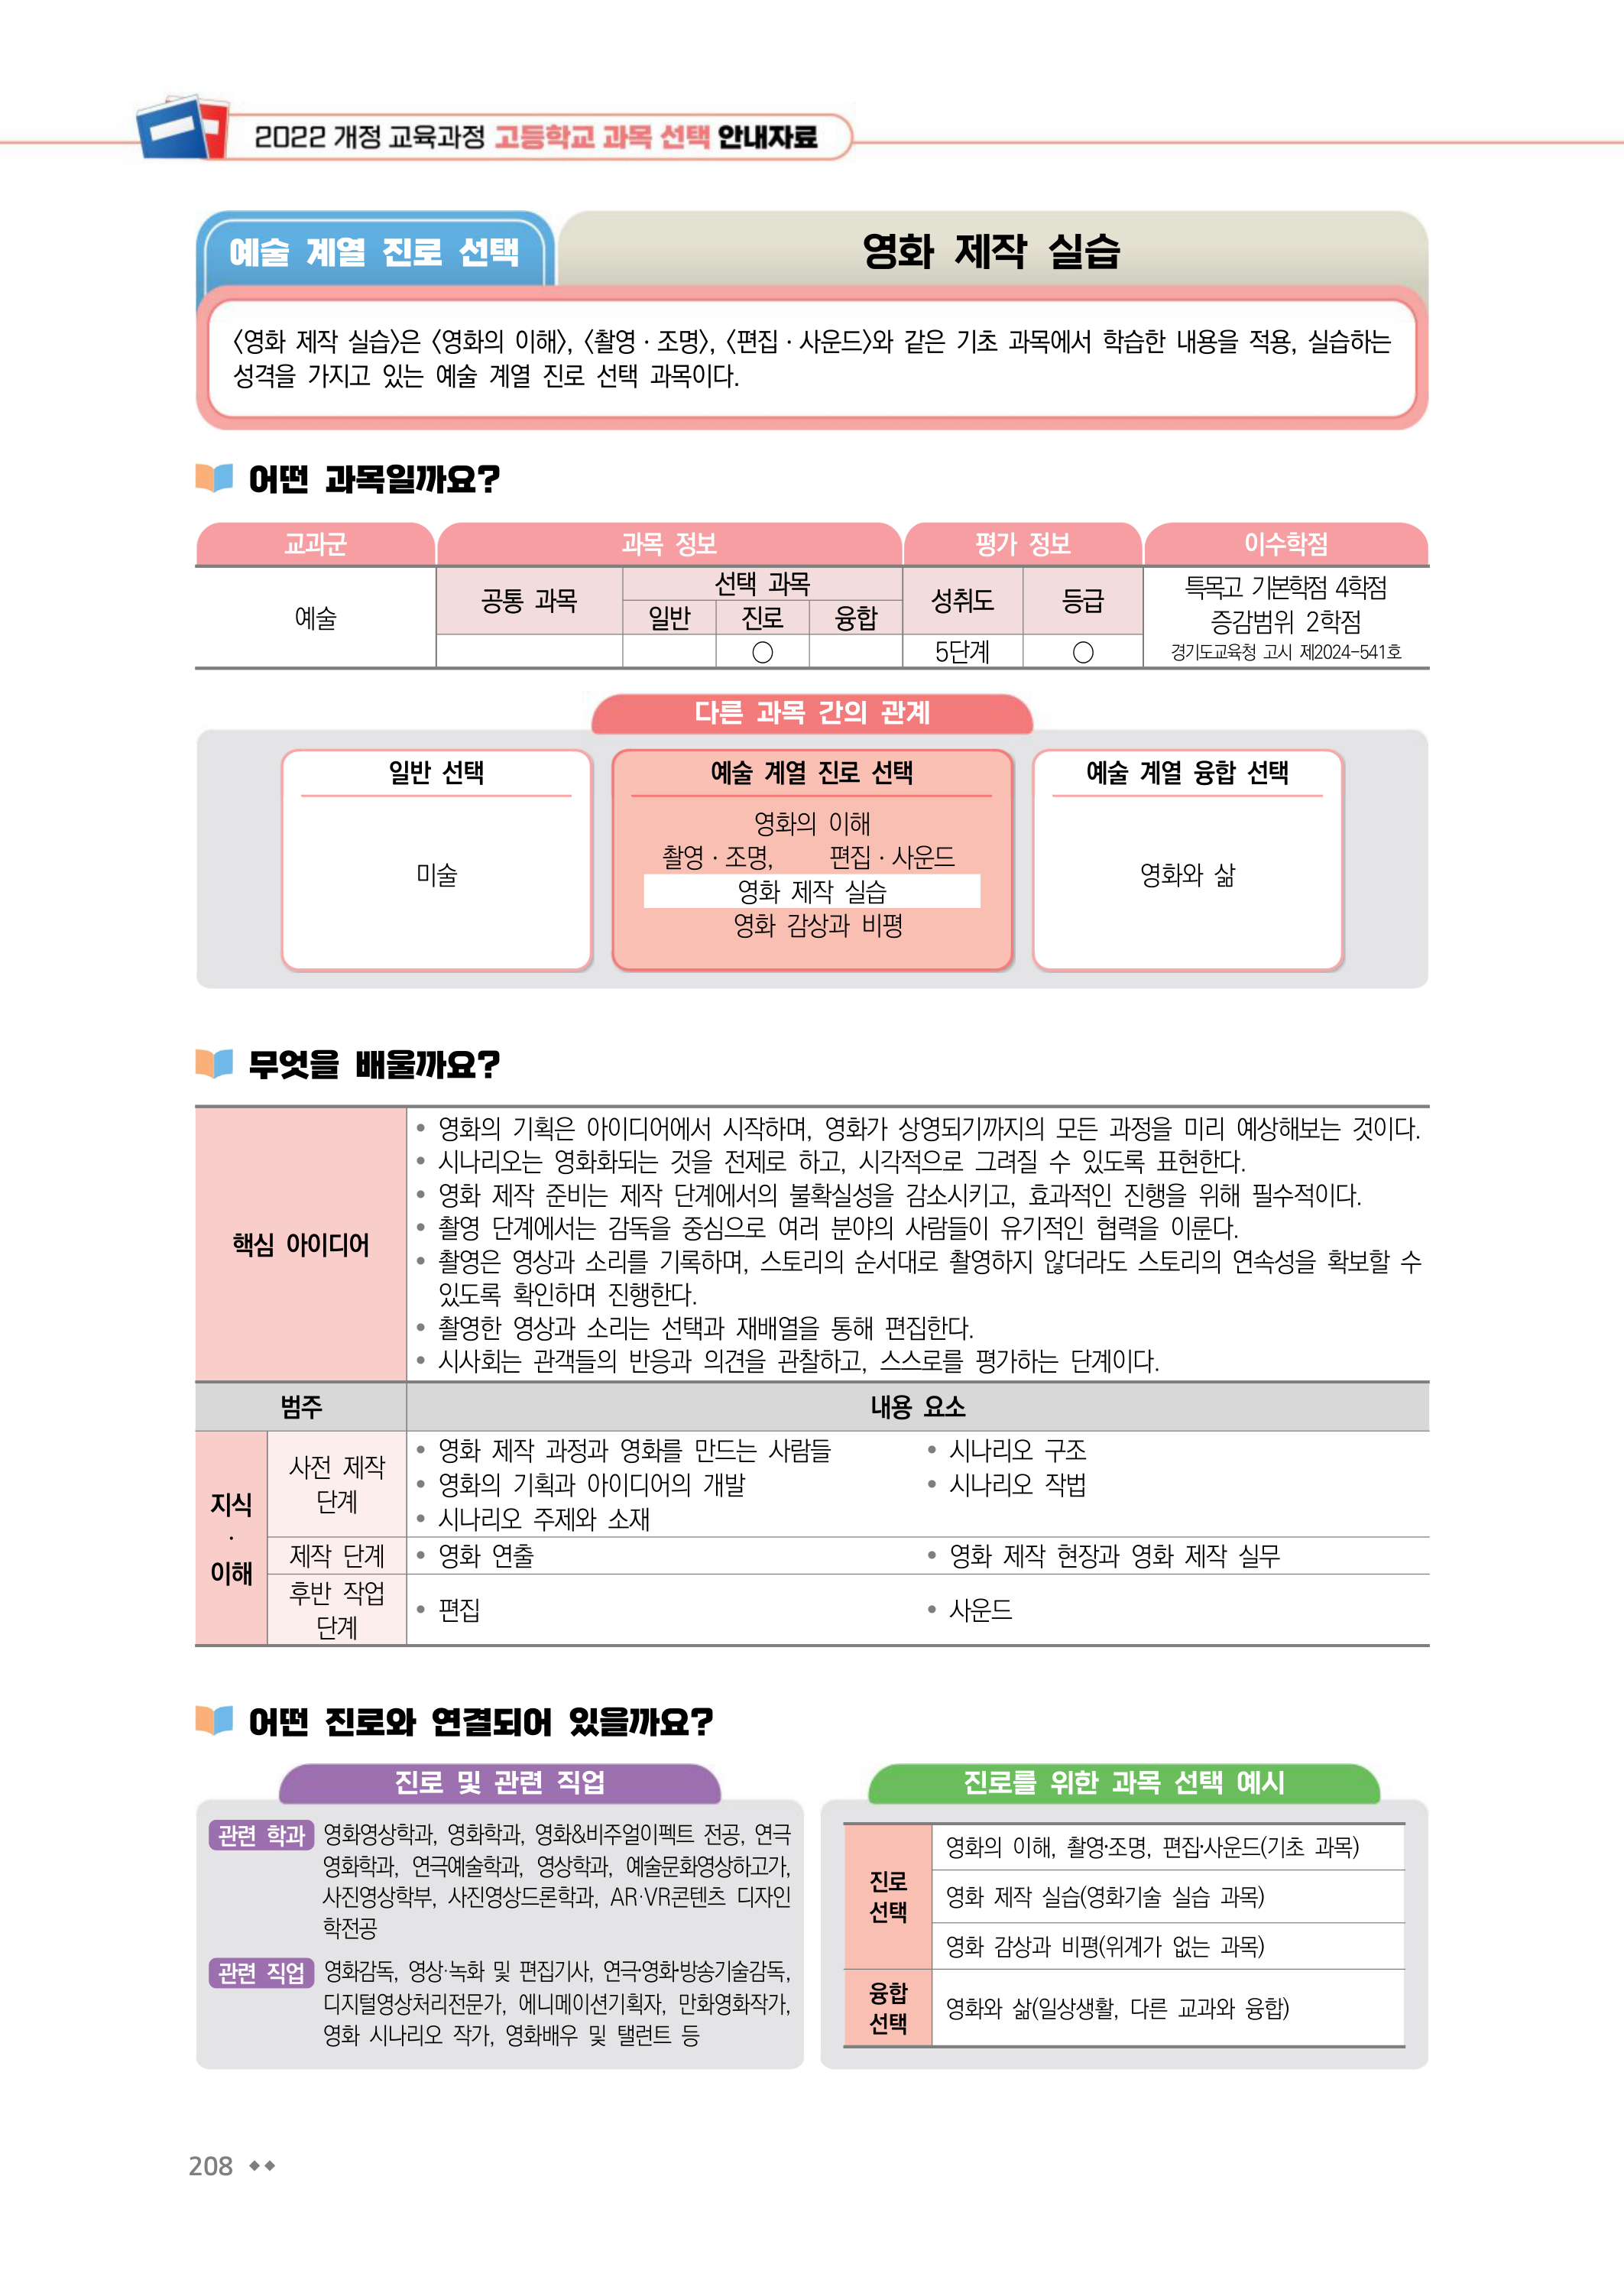 2022 개정 교육과정 고등학교 과목 선택 안내자료
예술 계열 진로 선택
영화 제작 실습
〈영화 제작 실습〉은 〈영화의 이해〉, 〈촬영 · 조명〉, 〈편집 · 사운드〉와 같은 기초 과목에서 학습한 내용을 적용, 실습하는
성격을 가지고 있는 예술 계열 진로 선택 과목이다.
어떤 과목일까요?
교과군 과목 정보 평가 정보 이수학점
예술
공통 과목
선택 과목
일반 진로 융합
○
성취도 등급
5단계 ○
특목고 기본학점 4학점
증감범위 2학점
경기도교육청 고시 제2024-541호
다른 과목 간의 관계
일반 선택
미술
예술 계열 진로 선택
영화의 이해
촬영 · 조명, 편집 · 사운드
영화 제작 실습
영화 감상과 비평
예술 계열 융합 선택
영화와 삶
무엇을 배울까요?
핵심 아이디어
• 영화의 기획은 아이디어에서 시작하며, 영화가 상영되기까지의 모든 과정을 미리 예상해보는 것이다.
• 시나리오는 영화화되는 것을 전제로 하고, 시각적으로 그려질 수 있도록 표현한다.
• 영화 제작 준비는 제작 단계에서의 불확실성을 감소시키고, 효과적인 진행을 위해 필수적이다.
• 촬영 단계에서는 감독을 중심으로 여러 분야의 사람들이 유기적인 협력을 이룬다.
• 촬영은 영상과 소리를 기록하며, 스토리의 순서대로 촬영하지 않더라도 스토리의 연속성을 확보할 수
있도록 확인하며 진행한다.
• 촬영한 영상과 소리는 선택과 재배열을 통해 편집한다.
• 시사회는 관객들의 반응과 의견을 관찰하고, 스스로를 평가하는 단계이다.
범주 내용 요소
지식
·
이해
사전 제작
단계
• 영화 제작 과정과 영화를 만드는 사람들 • 시나리오 구조
• 영화의 기획과 아이디어의 개발 • 시나리오 작법
• 시나리오 주제와 소재
제작 단계 • 영화 연출 • 영화 제작 현장과 영화 제작 실무
후반 작업
단계
• 편집 • 사운드
어떤 진로와 연결되어 있을까요?
진로 및 관련 직업
관련 학과 영화영상학과, 영화학과, 영화&비주얼이펙트 전공, 연극
영화학과, 연극예술학과, 영상학과, 예술문화영상하고가,
사진영상학부, 사진영상드론학과, AR·VR콘텐츠 디자인
학전공
관련 직업 영화감독, 영상·녹화 및 편집기사, 연극·영화·방송기술감독,
디지털영상처리전문가, 에니메이션기획자, 만화영화작가,
영화 시나리오 작가, 영화배우 및 탤런트 등
진로를 위한 과목 선택 예시
진로
선택
영화의 이해, 촬영·조명, 편집·사운드(기초 과목)
영화 제작 실습(영화기술 실습 과목)
영화 감상과 비평(위계가 없는 과목)
융합
선택
영화와 삶(일상생활, 다른 교과와 융합)
208 ◆◆